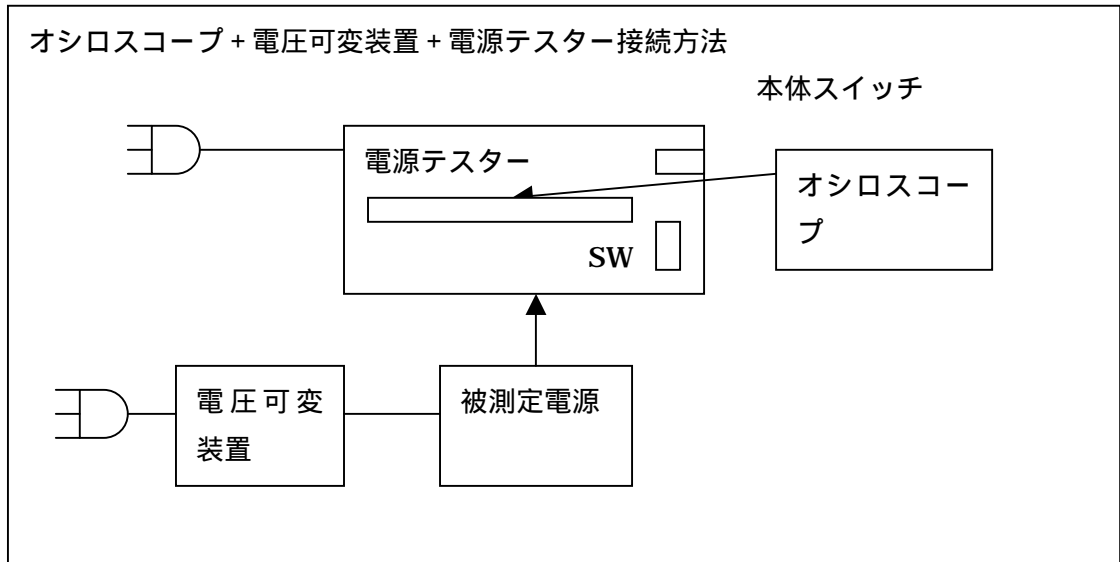 オシロスコープ + 電圧可変装置 + 電源テスター接続方法
本体スイッチ
電源テスター
オシロスコー
プ
SW
電圧可変
装置
被測定電源